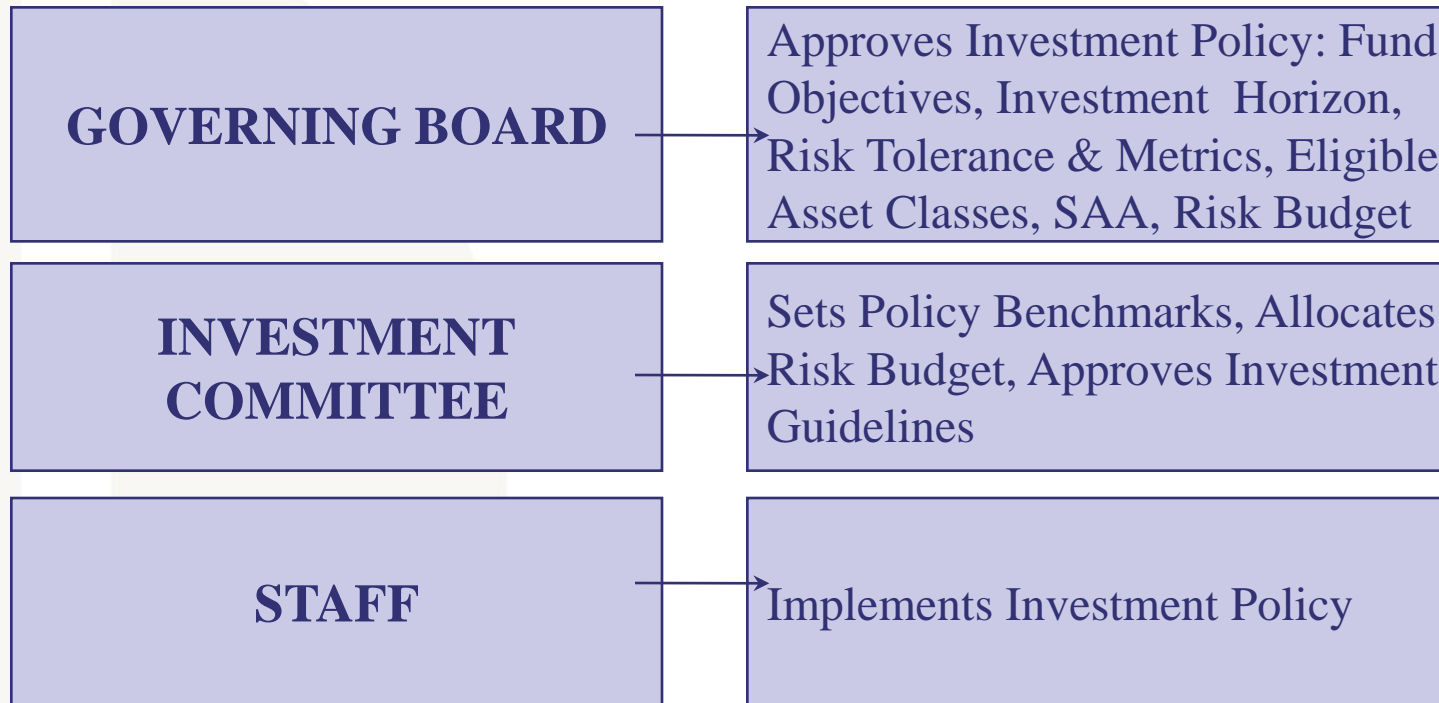 GOVERNING BOARD
Approves Investment Policy: Fund
Objectives, Investment  Horizon,
Risk Tolerance & Metrics, Eligible
Asset Classes, SAA, Risk Budget
INVESTMENT
COMMITTEE
Sets Policy Benchmarks, Allocates
Risk Budget, Approves Investment
Guidelines
STAFF
Implements Investment Policy